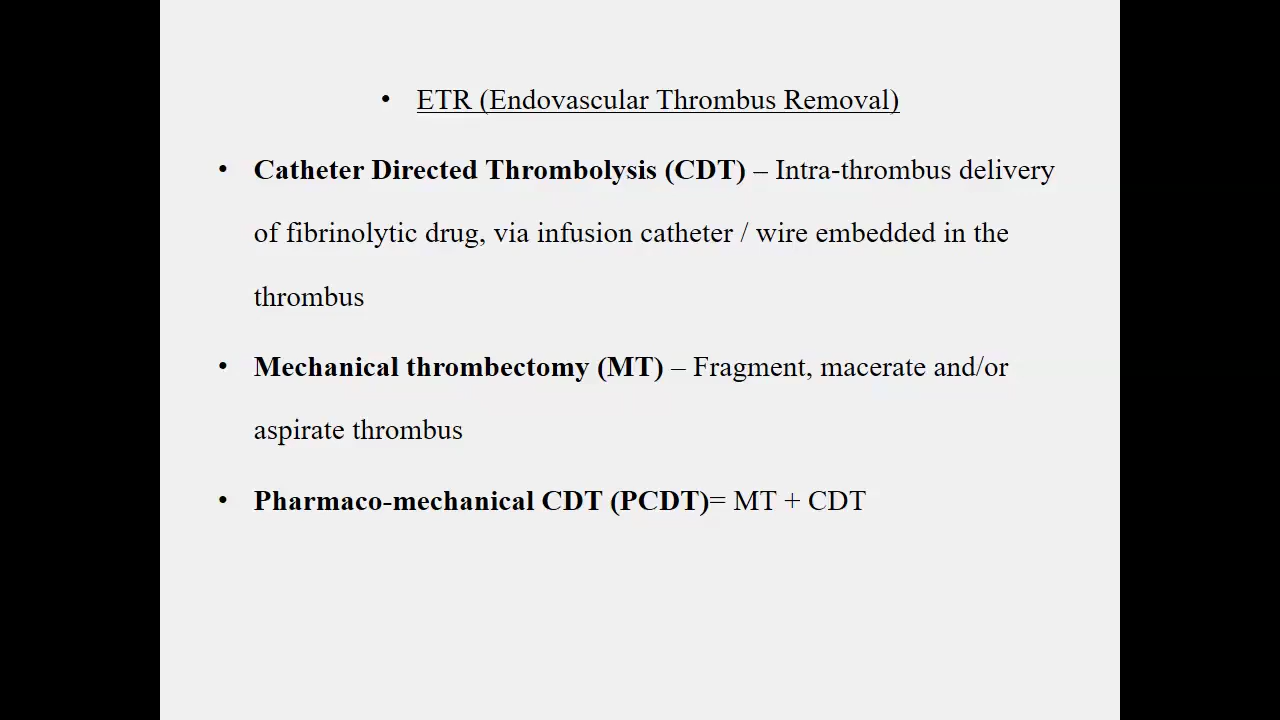 • ETR (Endovascular Thrombus Removal)
• Catheter Directed Thrombolysis (CDT) – Intra-thrombus delivery
of fibrinolytic drug, via infusion catheter / wire embedded in the
thrombus
• Mechanical thrombectomy (MT) – Fragment, macerate and/or
aspirate thrombus
• Pharmaco-mechanical CDT (PCDT)= MT + CDT